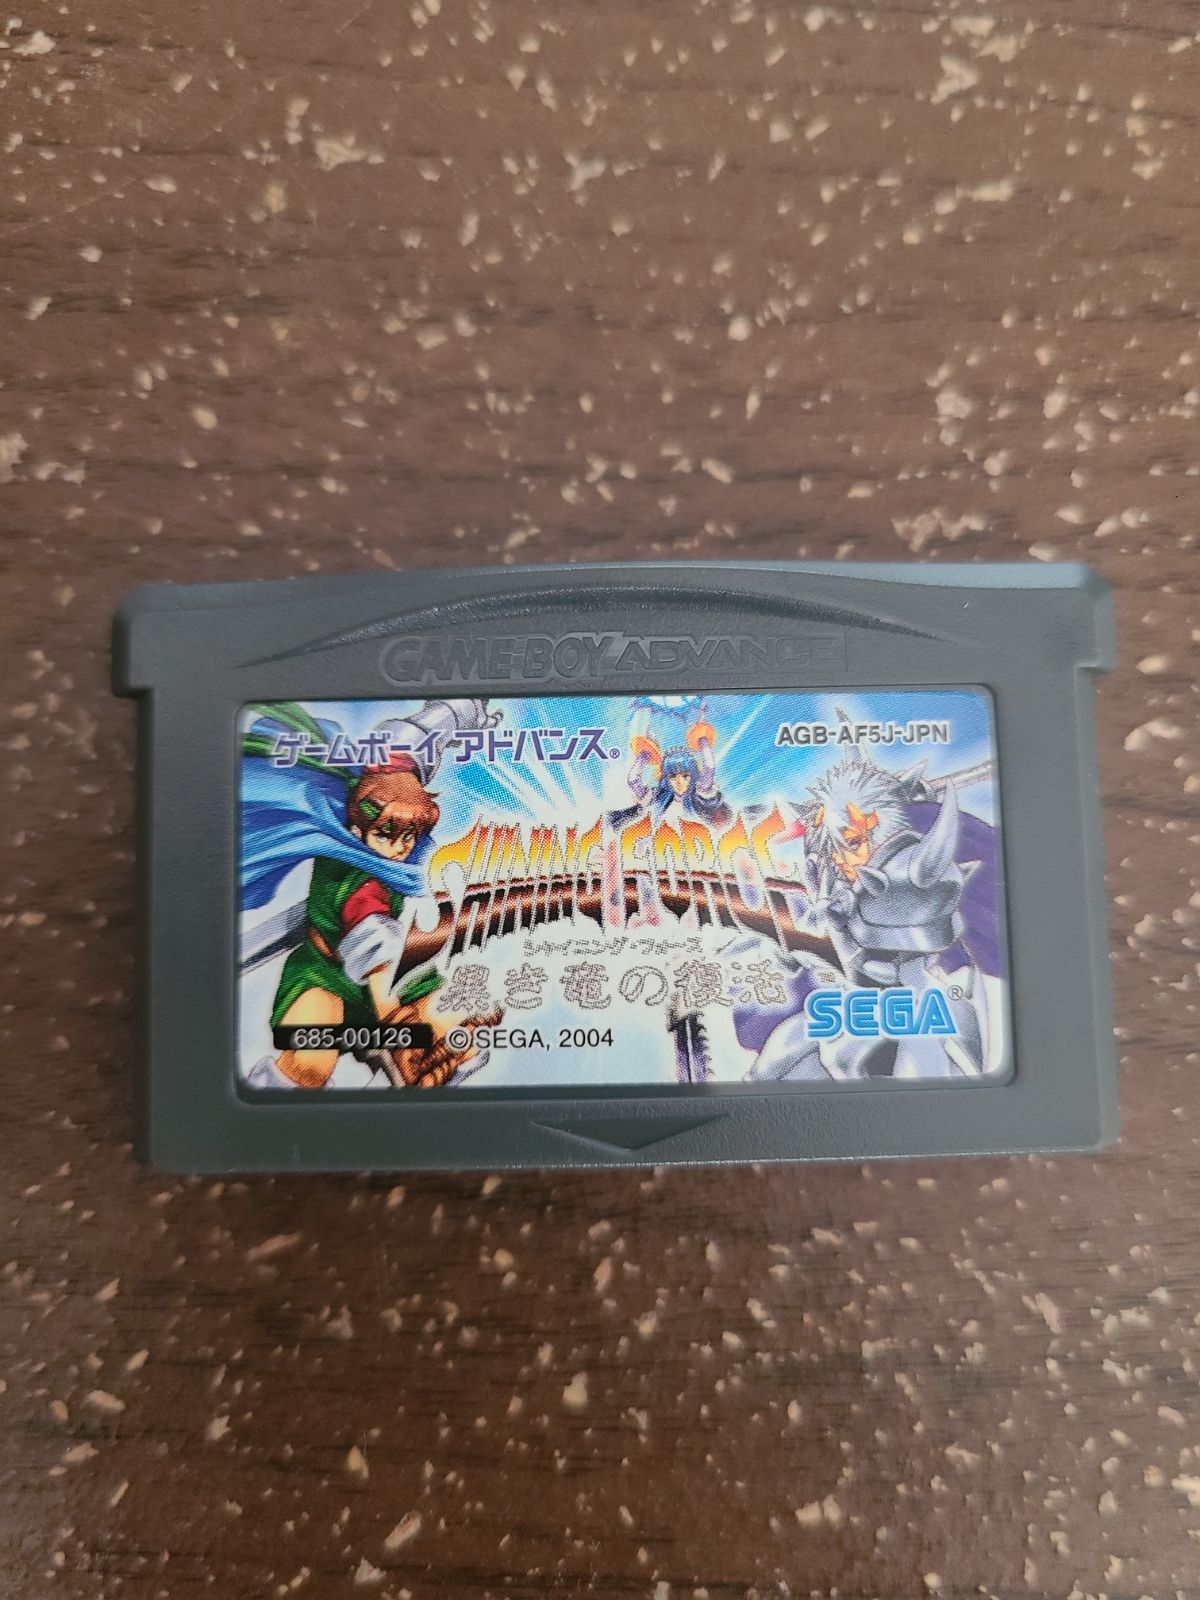 GAME BOY ADVANCE
ゲームボーイ アドバンス®
AGB-AF5J-JPN
SHINING FORCE
シャイニング・フォース
黒き竜の復活
SEGA®
685-00126
©SEGA, 2004